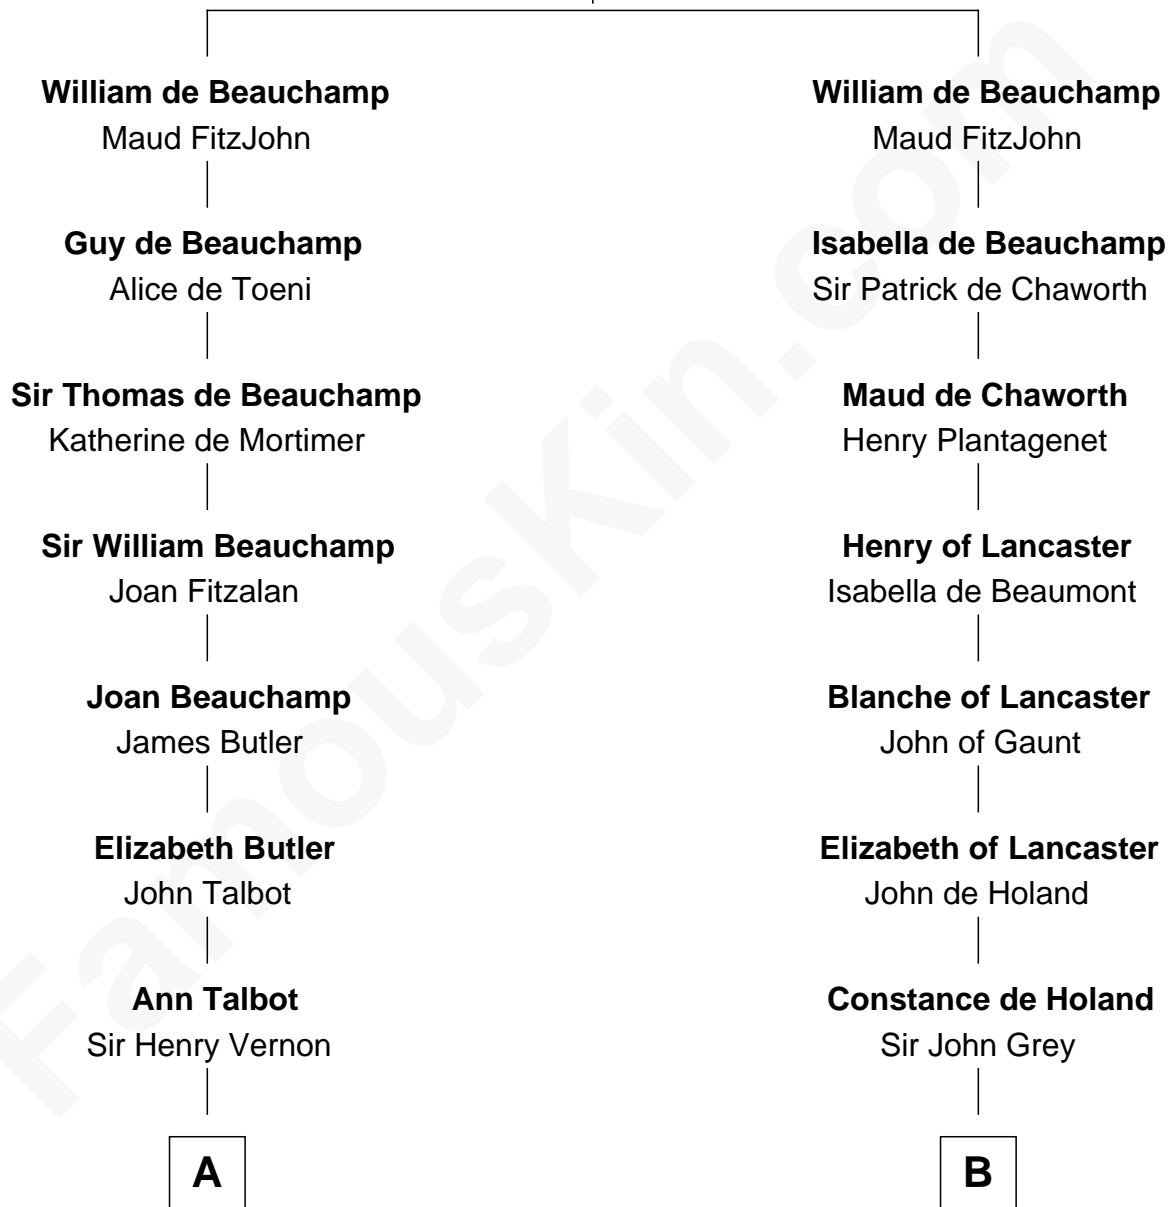 William de Beauchamp
Maud FitzJohn
Guy de Beauchamp
Alice de Toeni
Sir Thomas de Beauchamp
Katherine de Mortimer
Sir William Beauchamp
Joan Fitzalan
Joan Beauchamp
James Butler
Elizabeth Butler
John Talbot
Ann Talbot
Sir Henry Vernon
A
William de Beauchamp
Maud FitzJohn
Isabella de Beauchamp
Sir Patrick de Chaworth
Maud de Chaworth
Henry Plantagenet
Henry of Lancaster
Isabella de Beaumont
Blanche of Lancaster
John of Gaunt
Elizabeth of Lancaster
John de Holand
Constance de Holand
Sir John Grey
B
FamousKin.com